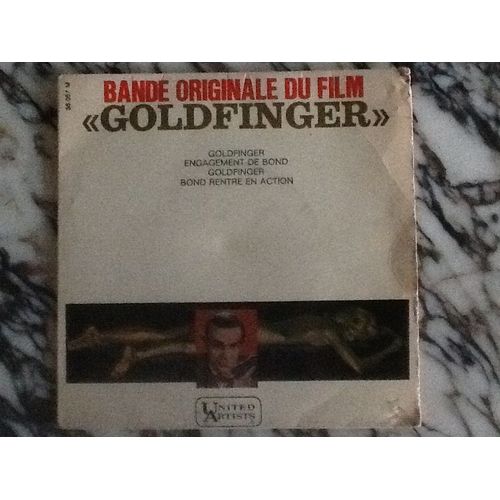 BANDE ORIGINALE DU FILM
«GOLDFINGER»
GOLDFINGER
ENGAGEMENT DE BOND
GOLDFINGER
BOND RENTRE EN ACTION
UNITED
ARTISTS